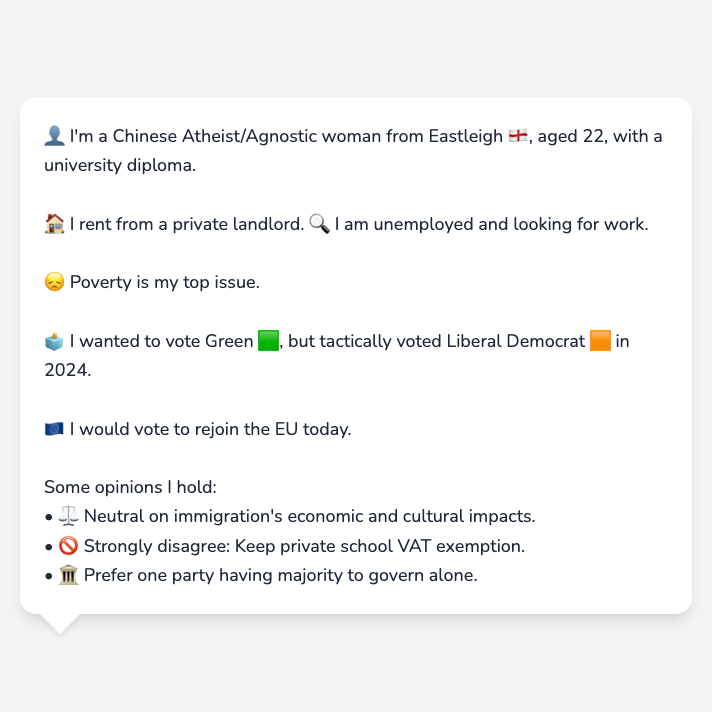 👤 I'm a Chinese Atheist/Agnostic woman from Eastleigh 🏴󠁧󠁢󠁥󠁮󠁧󠁿, aged 22, with a
university diploma.
🏠 I rent from a private landlord. 🔍 I am unemployed and looking for work.
😞 Poverty is my top issue.
🗳️ I wanted to vote Green 🟩, but tactically voted Liberal Democrat 🟧 in
2024.
🇪🇺 I would vote to rejoin the EU today.
Some opinions I hold:
• ⚖️ Neutral on immigration's economic and cultural impacts.
• 🚫 Strongly disagree: Keep private school VAT exemption.
• 🏛️ Prefer one party having majority to govern alone.